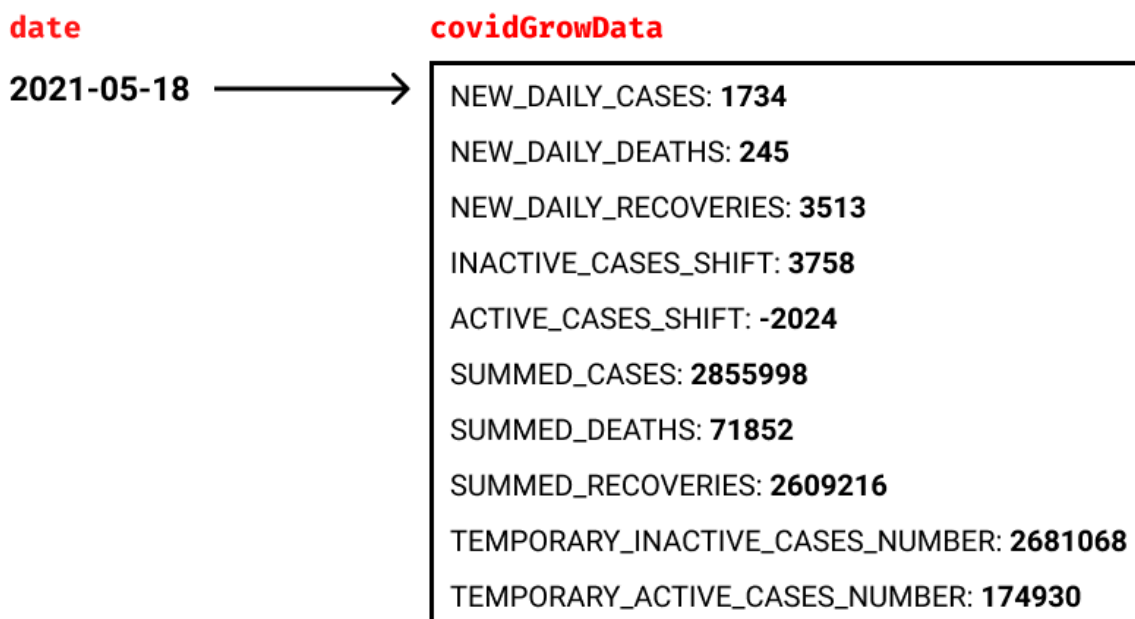 date
covidGrowData
2021-05-18
NEW_DAILY_CASES: 1734
NEW_DAILY_DEATHS: 245
NEW_DAILY_RECOVERIES: 3513
INACTIVE_CASES_SHIFT: 3758
ACTIVE_CASES_SHIFT: -2024
SUMMED_CASES: 2855998
SUMMED_DEATHS: 71852
SUMMED_RECOVERIES: 2609216
TEMPORARY_INACTIVE_CASES_NUMBER: 2681068
TEMPORARY_ACTIVE_CASES_NUMBER: 174930